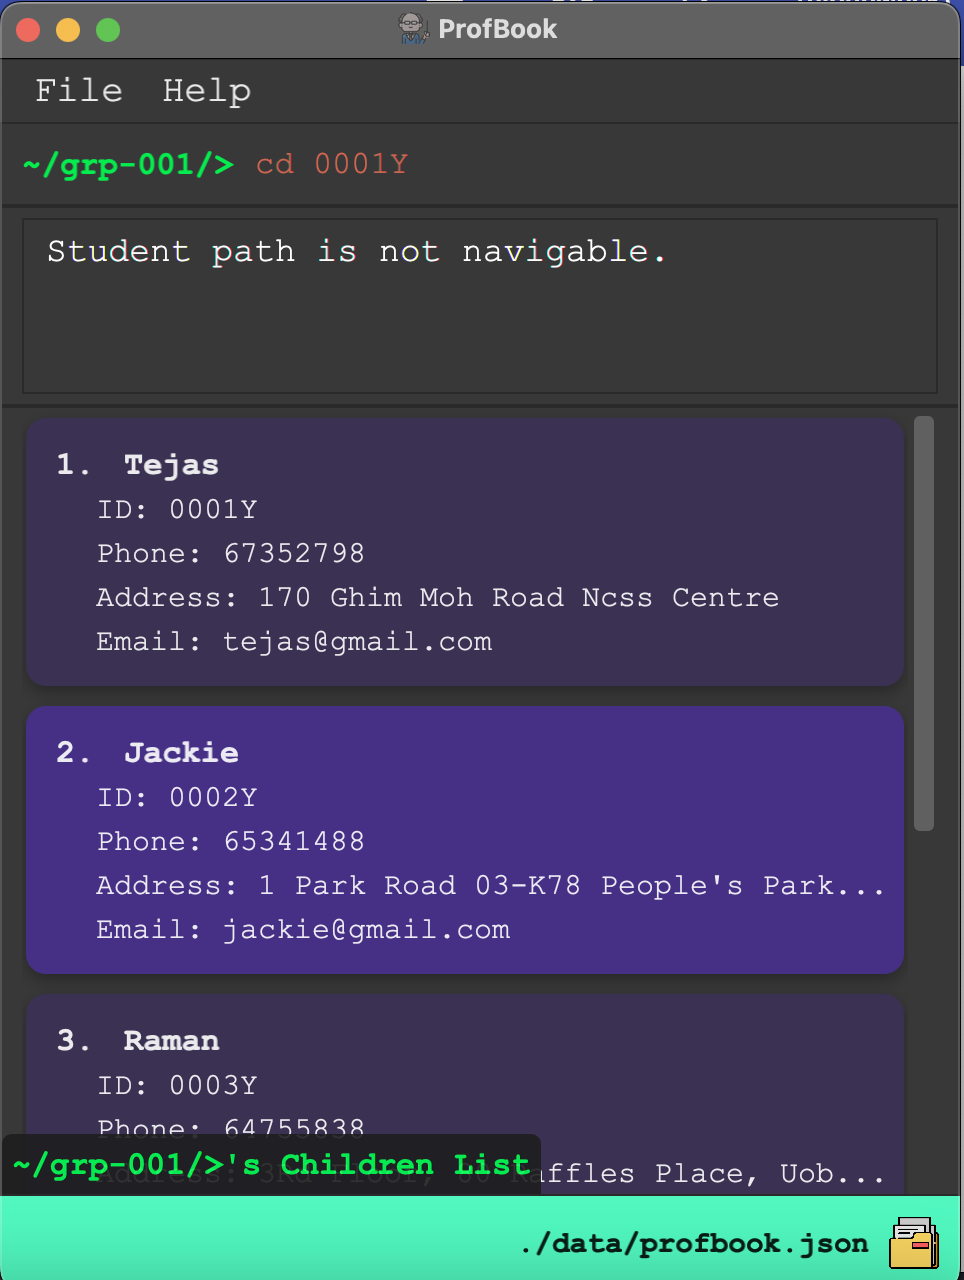 ProfBook
File Help
~/grp-001/> cd 0001Y
Student path is not navigable.
1. Tejas
ID: 0001Y
Phone: 67352798
Address: 170 Ghim Moh Road Ncss Centre
Email: tejas@gmail.com
2. Jackie
ID: 0002Y
Phone: 65341488
Address: 1 Park Road 03-K78 People's Park...
Email: jackie@gmail.com
3. Raman
ID: 0003Y
Phone: 64755838
Address: 3Rd Floor, 80 Raffles Place, Uob...
~/grp-001/>'s Children List
./data/profbook.json